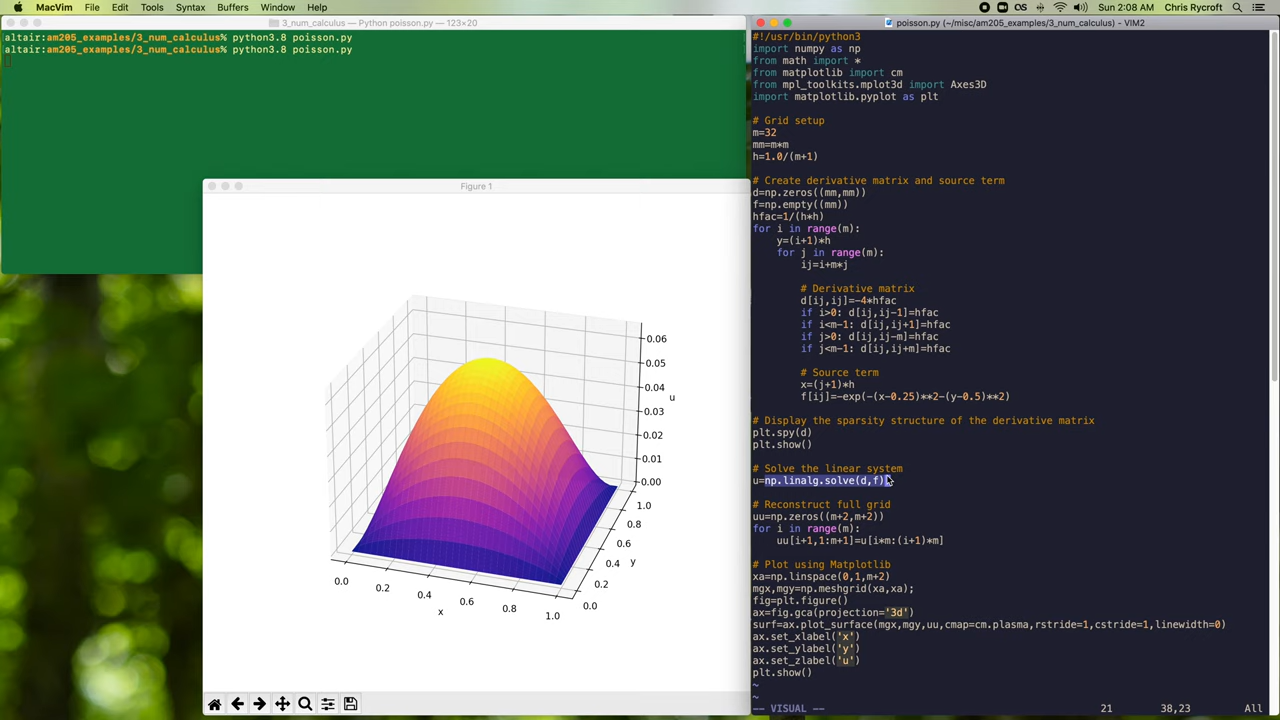 MacVim File Edit Tools Syntax Buffers Window Help
US Sun 2:08 AM Chris Rycroft
3_num_calculus — Python poisson.py — 123×20
altair:am205_examples/3_num_calculus% python3.8 poisson.py
altair:am205_examples/3_num_calculus% python3.8 poisson.py
Figure 1
0.06
0.05
0.04
0.03
0.02
0.01
0.00
u
1.0
0.8
0.6
0.4
0.2
0.0
y
0.0
0.2
0.4
0.6
0.8
1.0
x
poisson.py (~/misc/am205_examples/3_num_calculus) - VIM2
#!/usr/bin/python3
import numpy as np
from math import *
from matplotlib import cm
from mpl_toolkits.mplot3d import Axes3D
import matplotlib.pyplot as plt
# Grid setup
m=32
mm=m*m
h=1.0/(m+1)
# Create derivative matrix and source term
d=np.zeros((mm,mm))
f=np.empty((mm))
hfac=1/(h*h)
for i in range(m):
    y=(i+1)*h
    for j in range(m):
        ij=i+m*j
        # Derivative matrix
        d[ij,ij]=-4*hfac
        if i>0: d[ij,ij-1]=hfac
        if i<m-1: d[ij,ij+1]=hfac
        if j>0: d[ij,ij-m]=hfac
        if j<m-1: d[ij,ij+m]=hfac
        # Source term
        x=(j+1)*h
        f[ij]=-exp(-(x-0.25)**2-(y-0.5)**2)
# Display the sparsity structure of the derivative matrix
plt.spy(d)
plt.show()
# Solve the linear system
u=np.linalg.solve(d,f)
# Reconstruct full grid
uu=np.zeros((m+2,m+2))
for i in range(m):
    uu[i+1,1:m+1]=u[i*m:(i+1)*m]
# Plot using Matplotlib
xa=np.linspace(0,1,m+2)
mgx,mgy=np.meshgrid(xa,xa);
fig=plt.figure()
ax=fig.gca(projection='3d')
surf=ax.plot_surface(mgx,mgy,uu,cmap=cm.plasma,rstride=1,cstride=1,linewidth=0)
ax.set_xlabel('x')
ax.set_ylabel('y')
ax.set_zlabel('u')
plt.show()
~
~
-- VISUAL -- 21 38,23 All